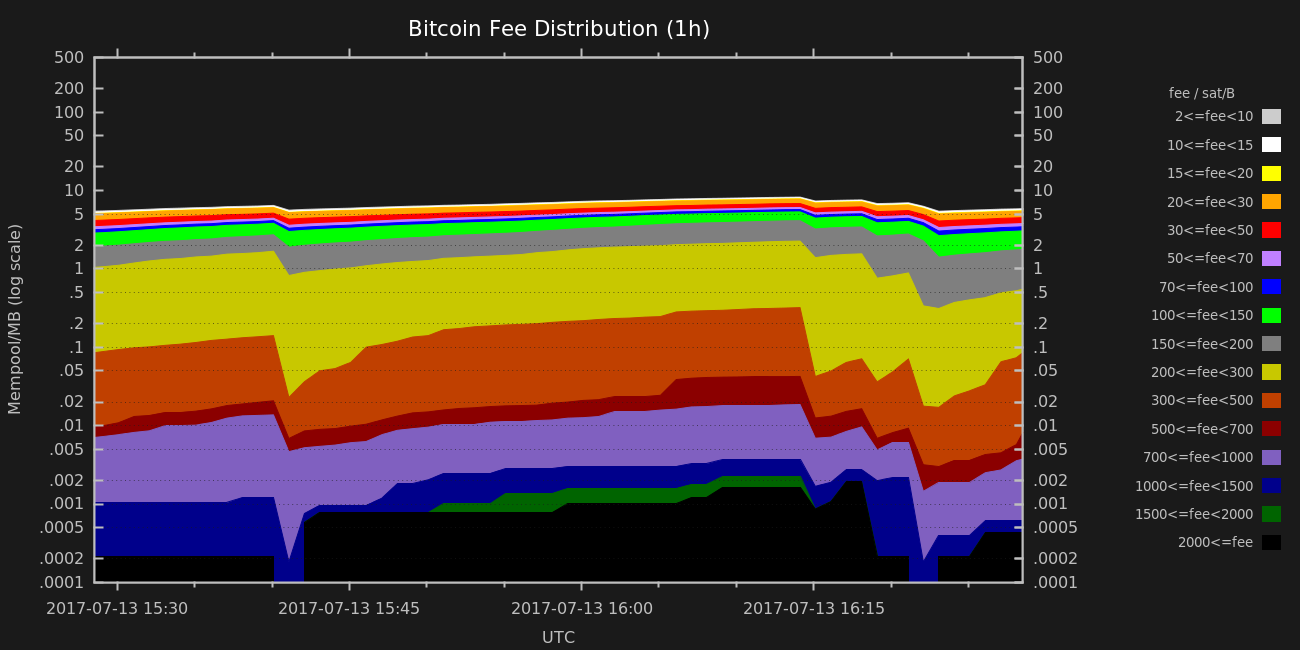 Bitcoin Fee Distribution (1h)
500
200
100
50
20
10
5
2
1
.5
.2
.1
.05
.02
.01
.005
.002
.001
.0005
.0002
.0001
Mempool/MB (log scale)
500
200
100
50
20
10
5
2
1
.5
.2
.1
.05
.02
.01
.005
.002
.001
.0005
.0002
.0001
2017-07-13 15:30 2017-07-13 15:45 2017-07-13 16:00 2017-07-13 16:15
UTC
fee / sat/B
2<=fee<10
10<=fee<15
15<=fee<20
20<=fee<30
30<=fee<50
50<=fee<70
70<=fee<100
100<=fee<150
150<=fee<200
200<=fee<300
300<=fee<500
500<=fee<700
700<=fee<1000
1000<=fee<1500
1500<=fee<2000
2000<=fee